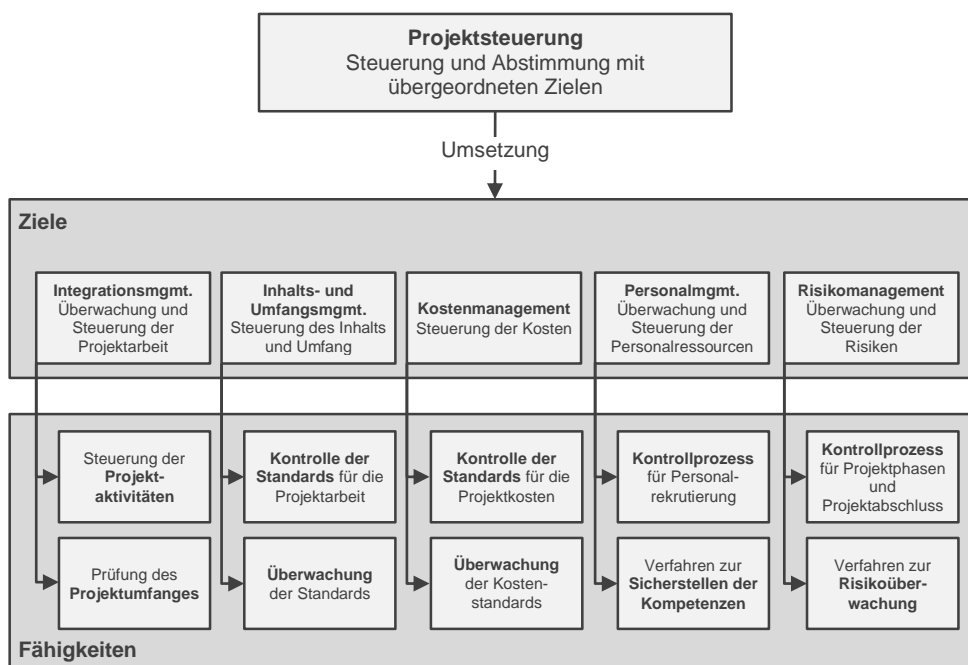 Projektsteuerung
Steuerung und Abstimmung mit
übergeordneten Zielen
Umsetzung
Ziele
Integrationsmgmt.
Überwachung und
Steuerung der
Projektarbeit
Inhalts- und
Umfangsmgmt.
Steuerung des Inhalts
und Umfang
Kostenmanagement
Steuerung der Kosten
Personalmgmt.
Überwachung und
Steuerung der
Personalressourcen
Risikomanagement
Überwachung und
Steuerung der
Risiken
Steuerung der
Projekt-
aktivitäten
Kontrolle der
Standards für die
Projektarbeit
Kontrolle der
Standards für die
Projektkosten
Kontrollprozess
für Personal-
rekrutierung
Kontrollprozess
für Projektphasen
und
Projektabschluss
Prüfung des
Projektumfanges
Überwachung
der Standards
Überwachung
der Kosten-
standards
Verfahren zur
Sicherstellen der
Kompetenzen
Verfahren zur
Risikoüber-
wachung
Fähigkeiten